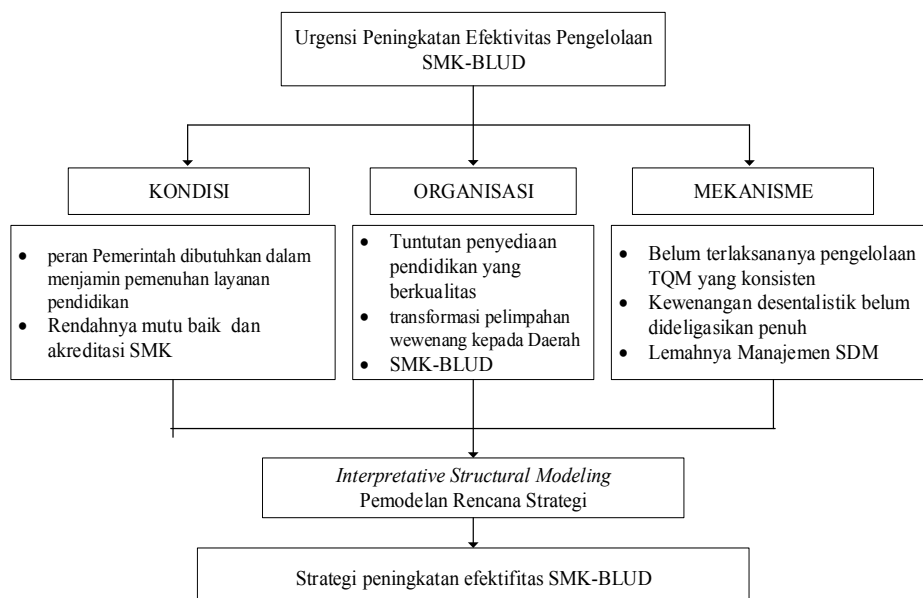 Urgensi Peningkatan Efektivitas Pengelolaan
SMK-BLUD
KONDISI
ORGANISASI
MEKANISME
• peran Pemerintah dibutuhkan dalam
menjamin pemenuhan layanan
pendidikan
• Rendahnya mutu baik dan
akreditasi SMK
• Tuntutan penyediaan
pendidikan yang
berkualitas
• transformasi pelimpahan
wewenang kepada Daerah
• SMK-BLUD
• Belum terlaksananya pengelolaan
TQM yang konsisten
• Kewenangan desentalistik belum
dideligasikan penuh
• Lemahnya Manajemen SDM
Interpretative Structural Modeling
Pemodelan Rencana Strategi
Strategi peningkatan efektifitas SMK-BLUD